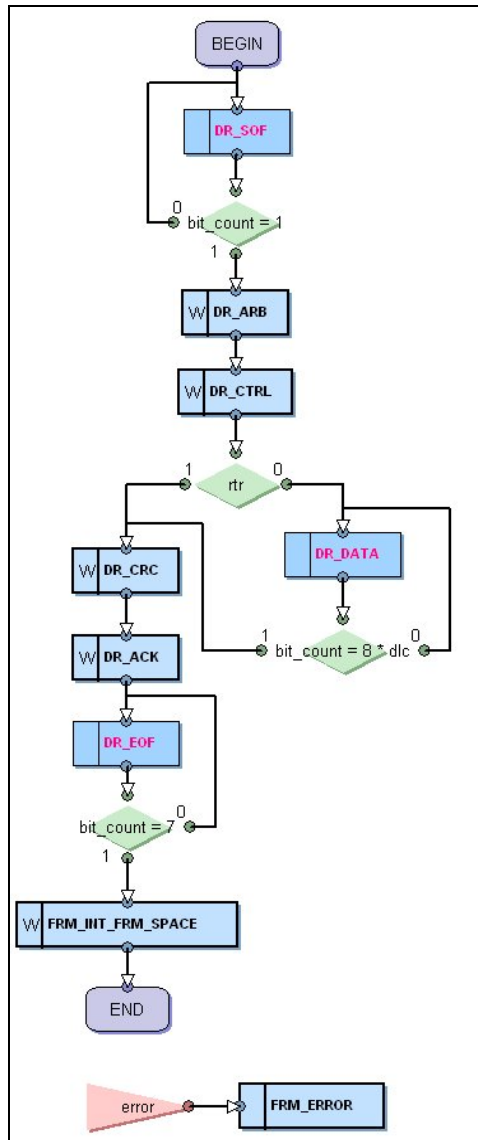 BEGIN
DR_SOF
0
bit_count = 1
1
W DR_ARB
W DR_CTRL
1 rtr 0
W DR_CRC
DR_DATA
1 bit_count = 8 * dlc 0
W DR_ACK
DR_EOF
0
bit_count = 7
1
W FRM_INT_FRM_SPACE
END
error
FRM_ERROR